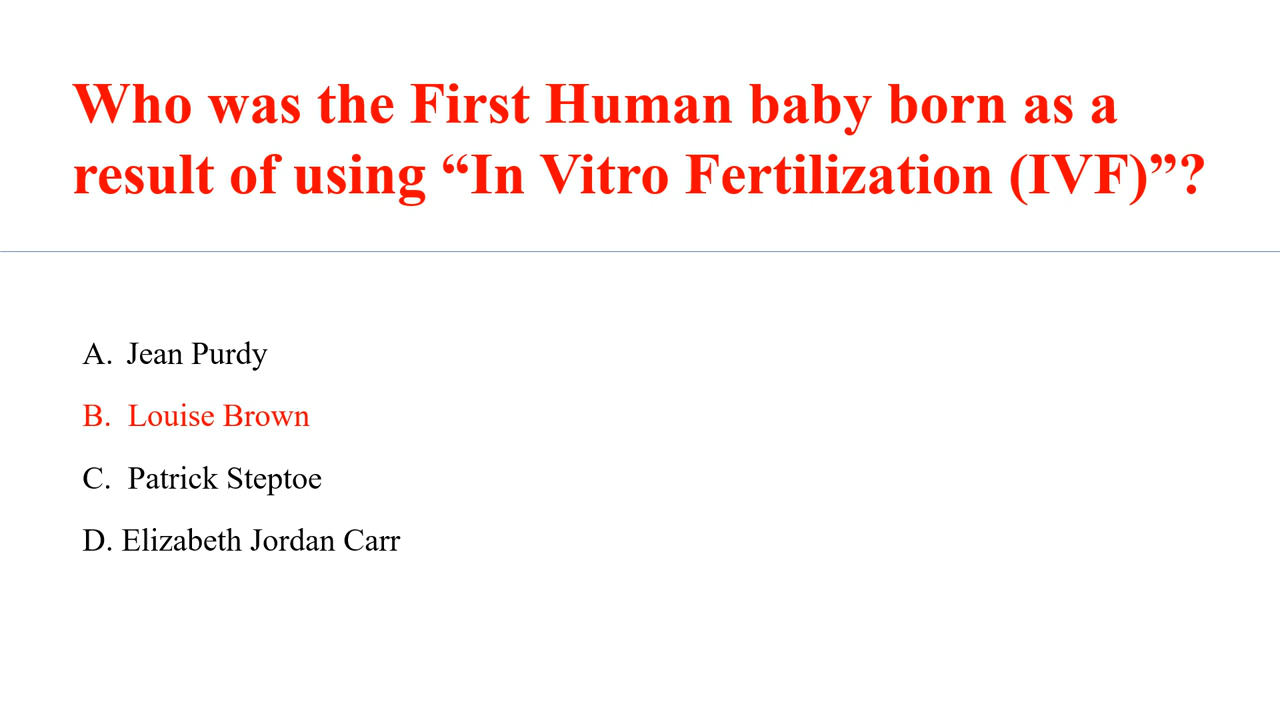 Who was the First Human baby born as a
result of using “In Vitro Fertilization (IVF)”?
A. Jean Purdy
B. Louise Brown
C. Patrick Steptoe
D. Elizabeth Jordan Carr